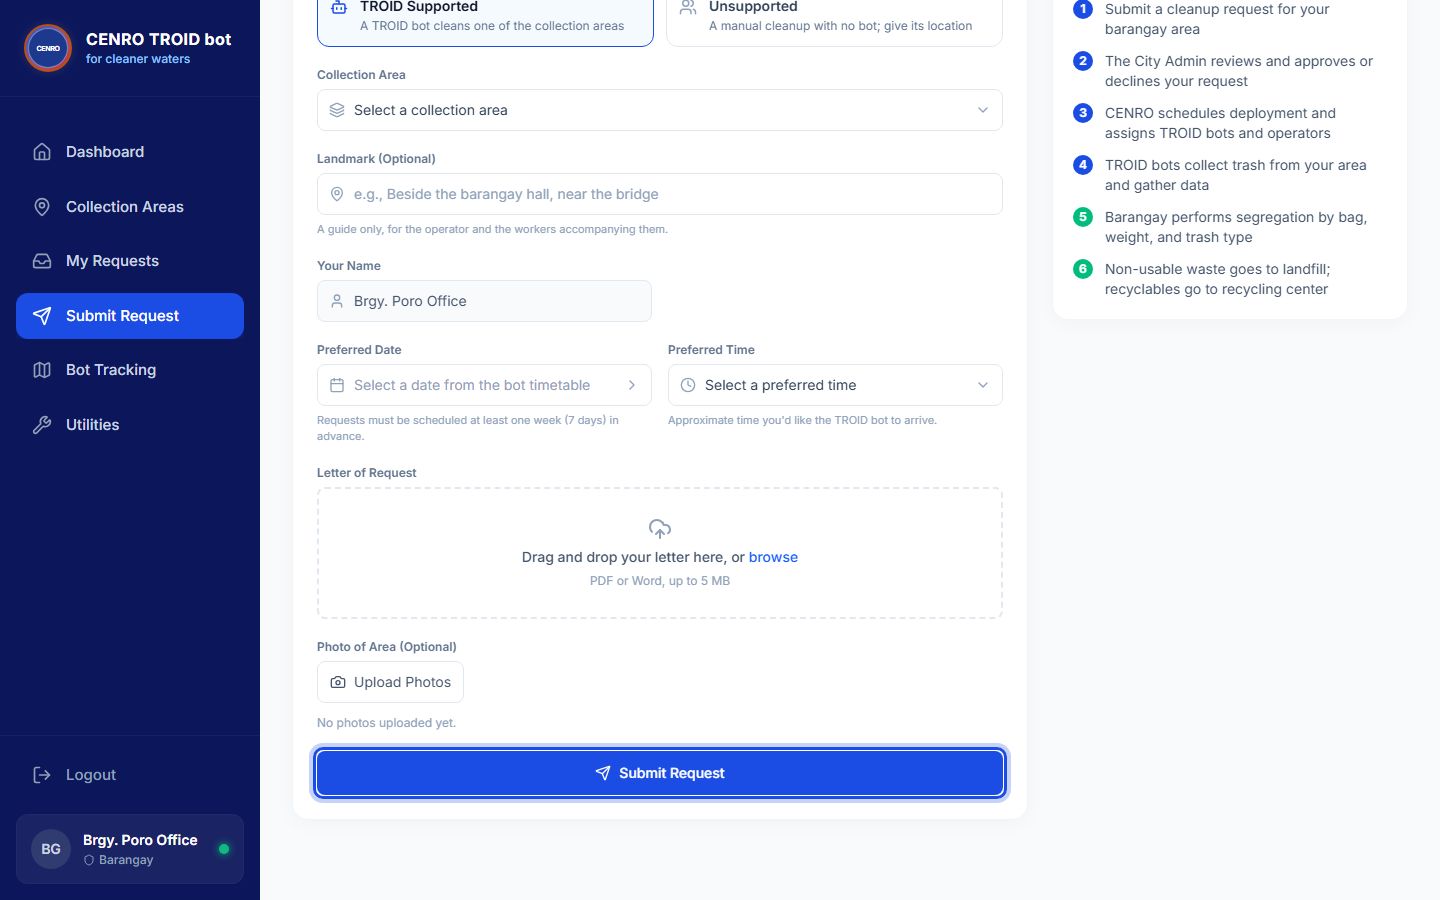 CENRO
CENRO TROID bot
for cleaner waters
Dashboard
Collection Areas
My Requests
Submit Request
Bot Tracking
Utilities
Logout
BG
Brgy. Poro Office
Barangay
TROID Supported
A TROID bot cleans one of the collection areas
Unsupported
A manual cleanup with no bot; give its location
Collection Area
Select a collection area
Landmark (Optional)
e.g., Beside the barangay hall, near the bridge
A guide only, for the operator and the workers accompanying them.
Your Name
Brgy. Poro Office
Preferred Date
Select a date from the bot timetable
Requests must be scheduled at least one week (7 days) in
advance.
Preferred Time
Select a preferred time
Approximate time you'd like the TROID bot to arrive.
Letter of Request
Drag and drop your letter here, or browse
PDF or Word, up to 5 MB
Photo of Area (Optional)
Upload Photos
No photos uploaded yet.
Submit Request
1 Submit a cleanup request for your
barangay area
2 The City Admin reviews and approves or
declines your request
3 CENRO schedules deployment and
assigns TROID bots and operators
4 TROID bots collect trash from your area
and gather data
5 Barangay performs segregation by bag,
weight, and trash type
6 Non-usable waste goes to landfill;
recyclables go to recycling center